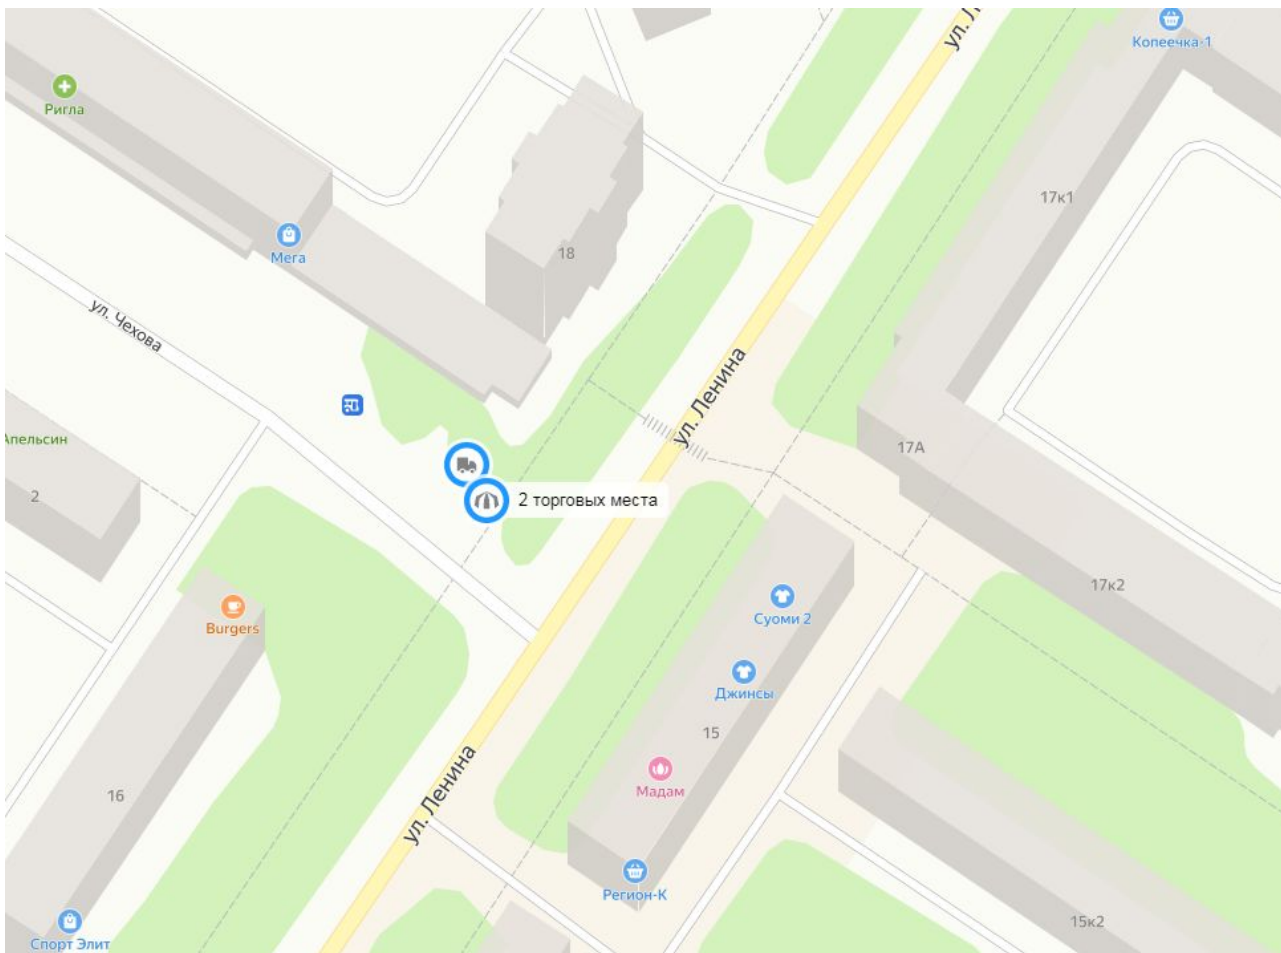 ул. Л
Копеечка-1
Ригла
17к1
Мега
18
ул. Чехова
ул. Ленина
Апельсин
17А
2
2 торговых места
17к2
Burgers
Суоми 2
Джинсы
15
16
Мадам
ул. Ленина
Регион-К
15к2
Спорт Элит